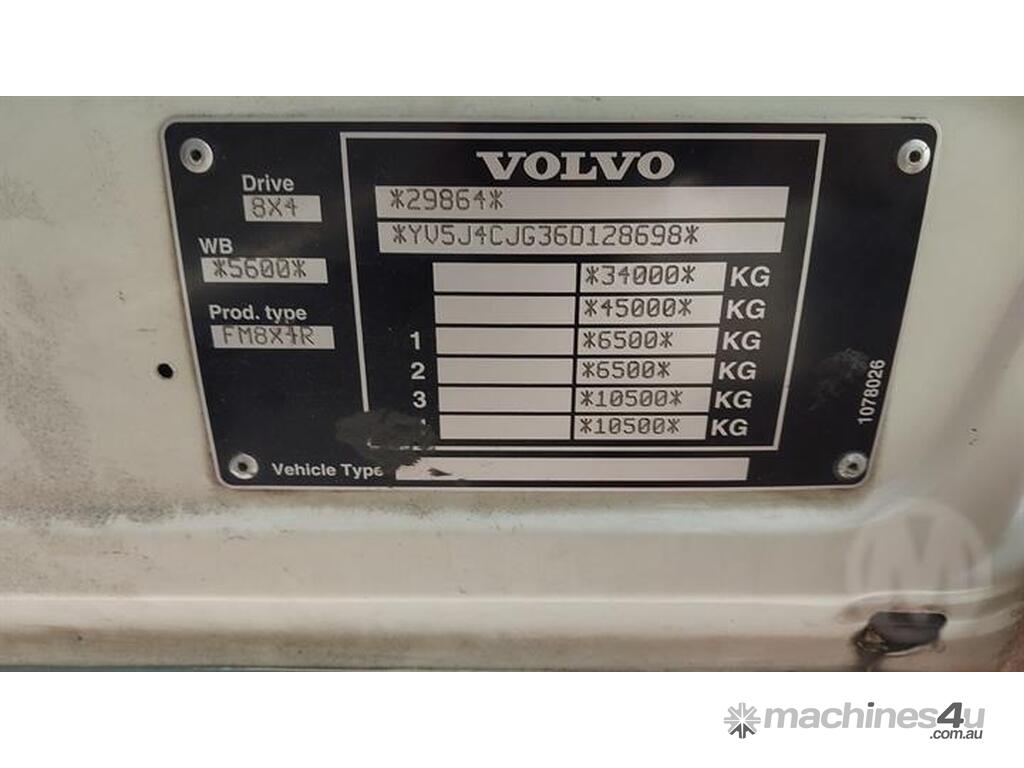 VOLVO
Drive
8X4
*29864*
WB
*5600*
*YV5J4CJG36D128698*
*34000* KG
Prod. type
FM8X4R
*45000* KG
1 *6500* KG
2 *6500* KG
3 *10500* KG
*10500* KG
1078026
Vehicle Type
M
machines4u
.com.au